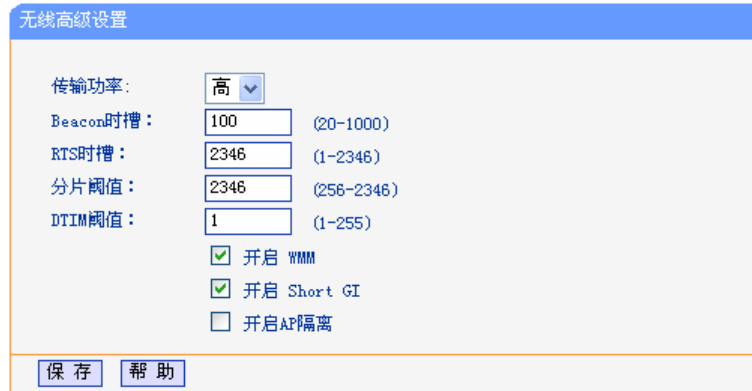 无线高级设置
传输功率: 高
Beacon时槽： 100 (20-1000)
RTS时槽： 2346 (1-2346)
分片阈值： 2346 (256-2346)
DTIM阈值： 1 (1-255)
开启 WMM
开启 Short GI
开启AP隔离
保 存 帮 助